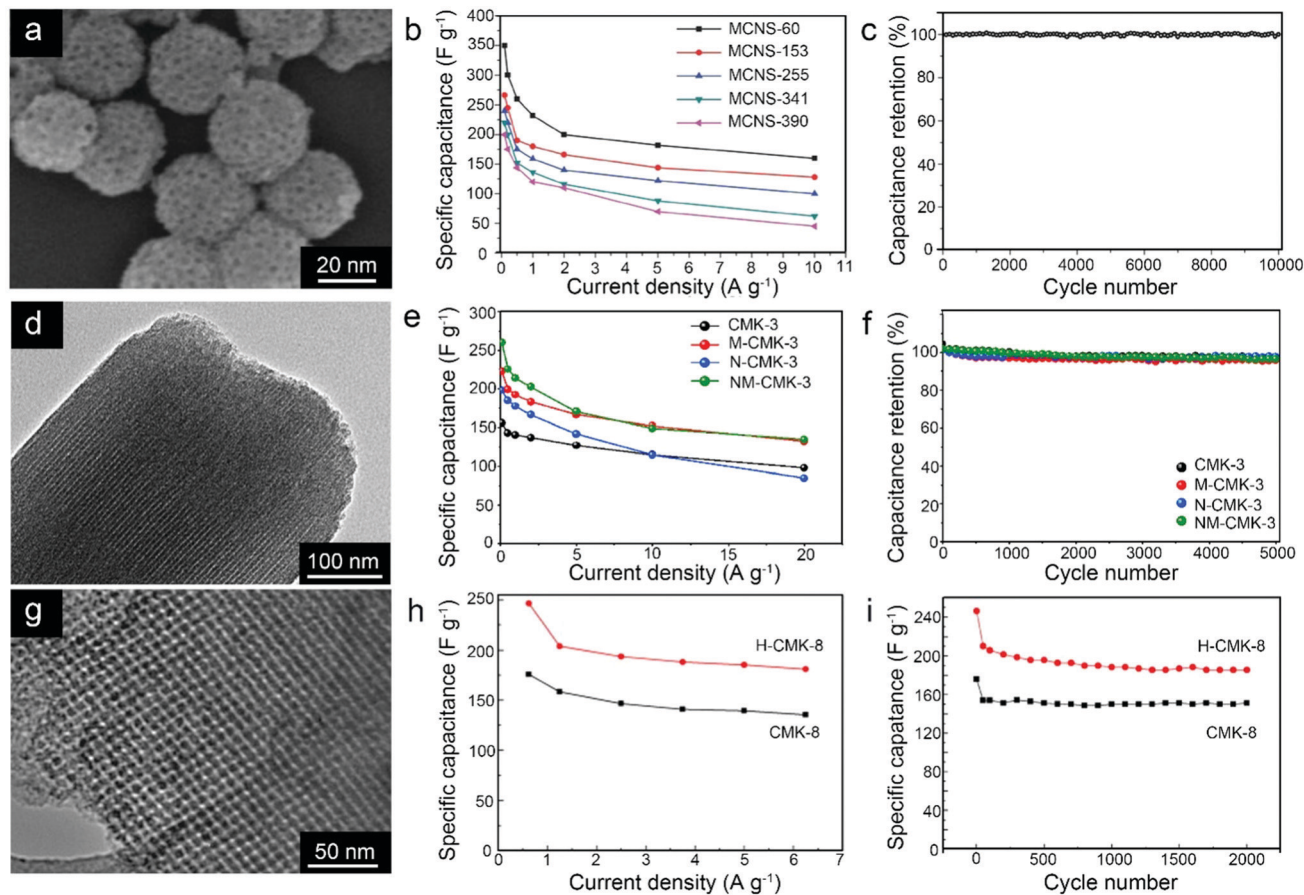 a
20 nm
b
Specific capacitance (F g⁻¹)
400
350
300
250
200
150
100
50
0
MCNS-60
MCNS-153
MCNS-255
MCNS-341
MCNS-390
0
1
2
3
4
5
6
7
8
9
10
11
Current density (A g⁻¹)
c
Capacitance retention (%)
100
80
60
40
20
0
0
2000
4000
6000
8000
10000
Cycle number
d
100 nm
e
Specific capacitance (F g⁻¹)
300
250
200
150
100
50
0
CMK-3
M-CMK-3
N-CMK-3
NM-CMK-3
0
5
10
15
20
Current density (A g⁻¹)
f
Capacitance retention (%)
120
100
80
60
40
20
0
CMK-3
M-CMK-3
N-CMK-3
NM-CMK-3
0
1000
2000
3000
4000
5000
Cycle number
g
50 nm
h
Specific capacitance (F g⁻¹)
250
200
150
100
50
0
H-CMK-8
CMK-8
0
1
2
3
4
5
6
7
Current density (A g⁻¹)
i
Specific capatance (F g⁻¹)
240
200
160
120
80
40
0
H-CMK-8
CMK-8
0
500
1000
1500
2000
Cycle number